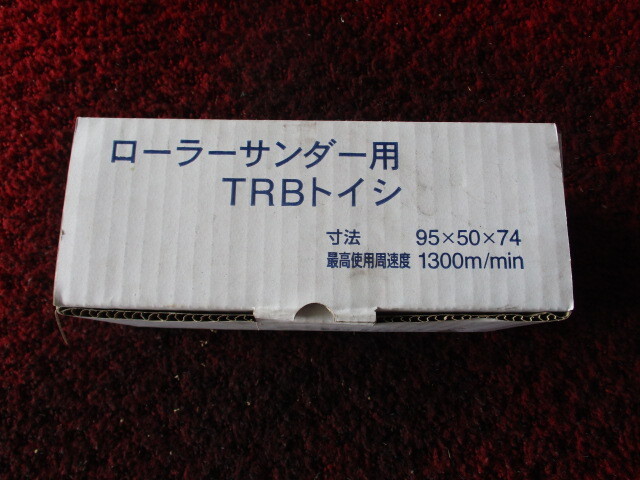 ローラーサンダー用
TRBトイシ
寸法 95×50×74
最高使用周速度 1300m/min